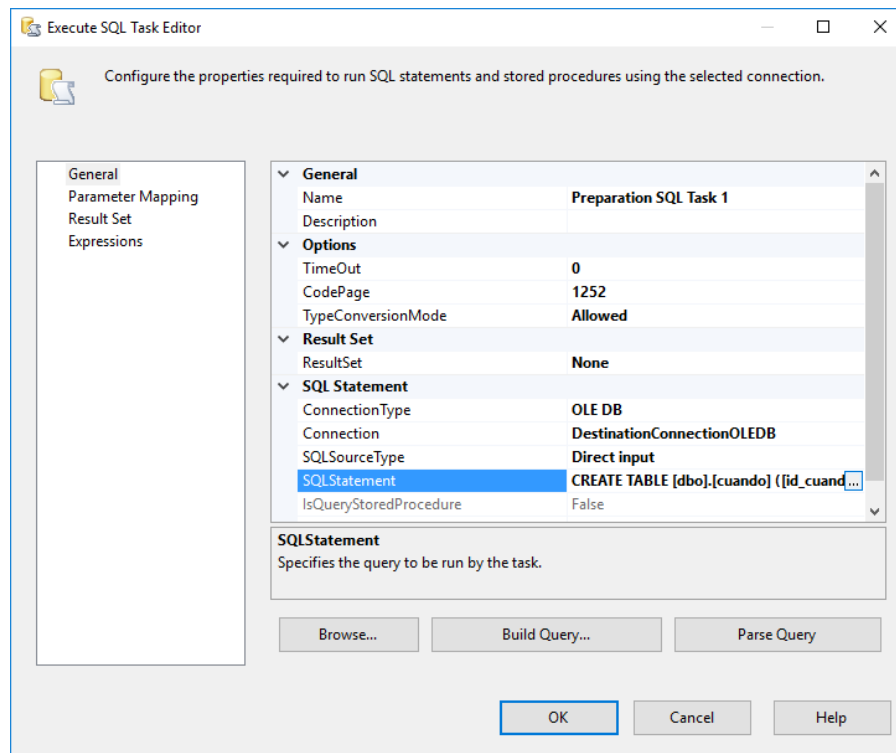 Execute SQL Task Editor
Configure the properties required to run SQL statements and stored procedures using the selected connection.
General
Parameter Mapping
Result Set
Expressions
General
Name Preparation SQL Task 1
Description
Options
TimeOut 0
CodePage 1252
TypeConversionMode Allowed
Result Set
ResultSet None
SQL Statement
ConnectionType OLE DB
Connection DestinationConnectionOLEDB
SQLSourceType Direct input
SQLStatement CREATE TABLE [dbo].[cuando] ([id_cuand ...
IsQueryStoredProcedure False
SQLStatement
Specifies the query to be run by the task.
Browse... Build Query... Parse Query
OK Cancel Help